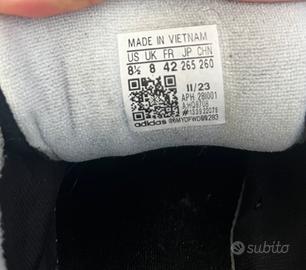 MADE IN VIETNAM
US UK FR JP CHN
8½ 8 42 265 260
11/23
APH 2BI001
adidas
subito